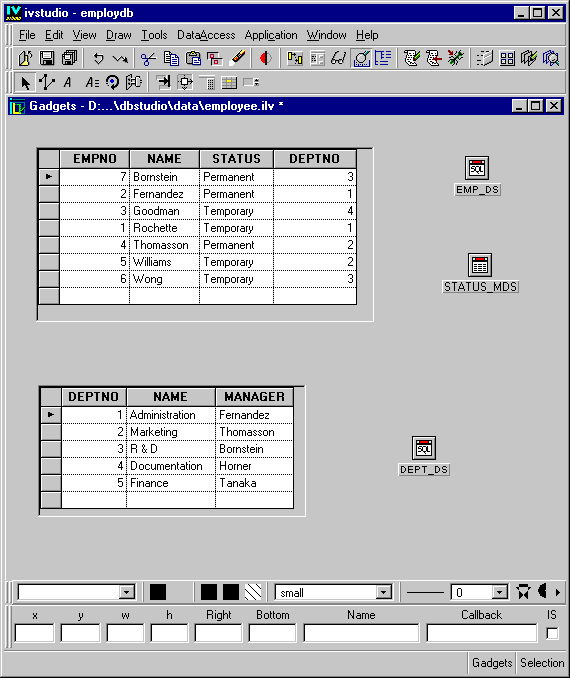 ivstudio - employdb
File Edit View Draw Tools DataAccess Application Window Help
Gadgets - D:...\dbstudio\data\employee.ilv *
EMPNO NAME STATUS DEPTNO
7 Bornstein Permanent 3
2 Fernandez Permanent 1
3 Goodman Temporary 4
1 Rochette Temporary 1
4 Thomasson Permanent 2
5 Williams Temporary 2
6 Wong Temporary 3
EMP_DS
STATUS_MDS
DEPTNO NAME MANAGER
1 Administration Fernandez
2 Marketing Thomasson
3 R & D Bornstein
4 Documentation Horner
5 Finance Tanaka
DEPT_DS
small 0
x y w h Right Bottom Name Callback IS
Gadgets Selection